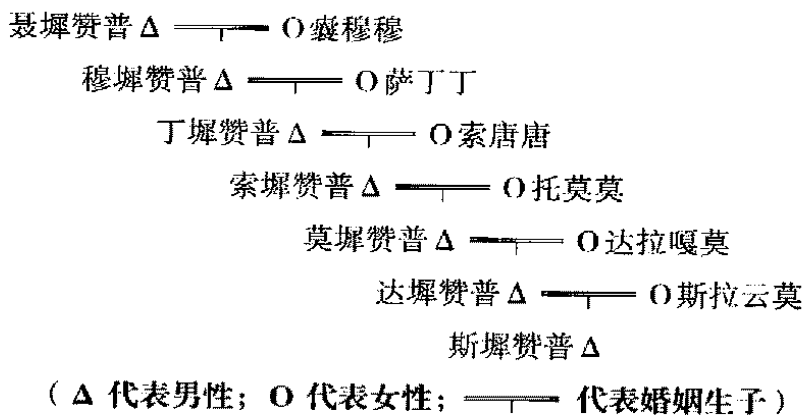 聂墀赞普 Δ O 囊穆穆
穆墀赞普 Δ O 萨丁丁
丁墀赞普 Δ O 索唐唐
索墀赞普 Δ O 托莫莫
莫墀赞普 Δ O 达拉嘎莫
达墀赞普 Δ O 斯拉云莫
斯墀赞普 Δ
（ Δ 代表男性；O 代表女性； 代表婚姻生子）